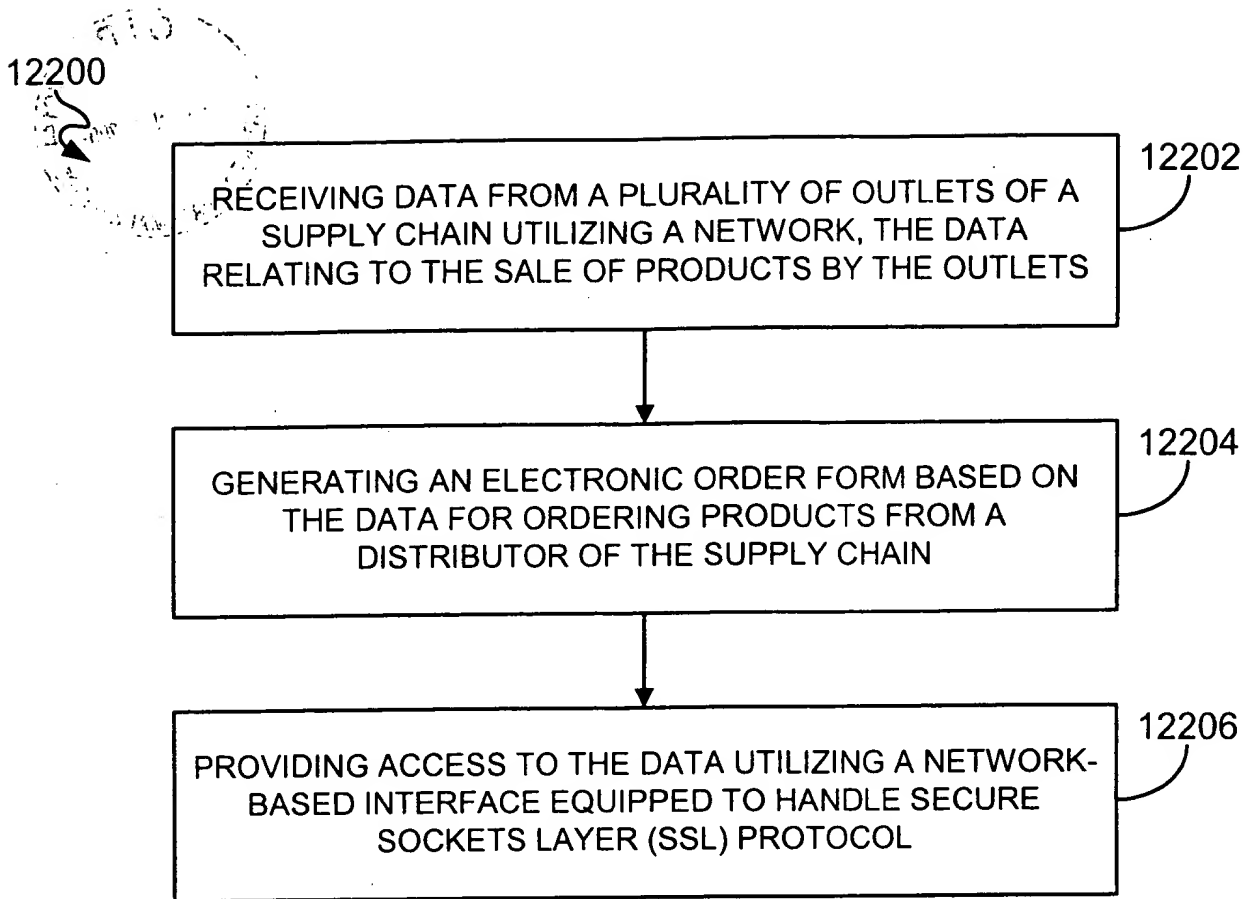 12200
12202
RECEIVING DATA FROM A PLURALITY OF OUTLETS OF A
SUPPLY CHAIN UTILIZING A NETWORK, THE DATA
RELATING TO THE SALE OF PRODUCTS BY THE OUTLETS
12204
GENERATING AN ELECTRONIC ORDER FORM BASED ON
THE DATA FOR ORDERING PRODUCTS FROM A
DISTRIBUTOR OF THE SUPPLY CHAIN
12206
PROVIDING ACCESS TO THE DATA UTILIZING A NETWORK-
BASED INTERFACE EQUIPPED TO HANDLE SECURE
SOCKETS LAYER (SSL) PROTOCOL